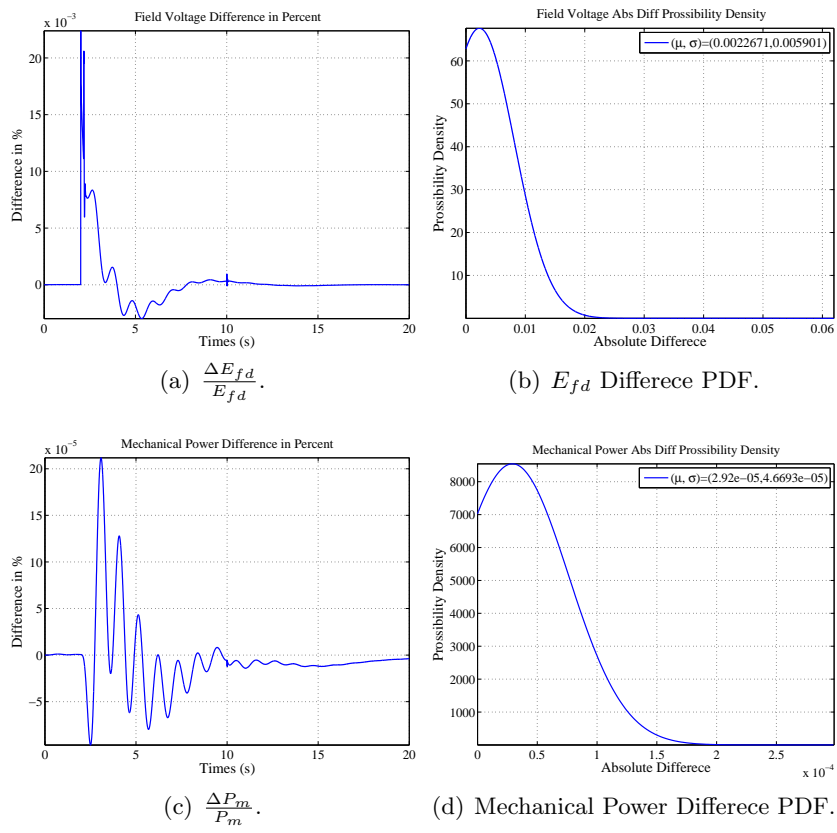 Field Voltage Difference in Percent
x 10⁻³
20
15
10
5
0
Difference in %
0 5 10 15 20
Times (s)
(a) ΔE_fd / E_fd.
Field Voltage Abs Diff Prossibility Density
(μ, σ)=(0.0022671,0.005901)
60
50
40
30
20
10
Prossibility Density
0 0.01 0.02 0.03 0.04 0.05 0.06
Absolute Differece
(b) E_fd Differece PDF.
Mechanical Power Difference in Percent
x 10⁻⁵
20
15
10
5
0
−5
Difference in %
0 5 10 15 20
Times (s)
(c) ΔP_m / P_m.
Mechanical Power Abs Diff Prossibility Density
(μ, σ)=(2.92e−05,4.6693e−05)
8000
7000
6000
5000
4000
3000
2000
1000
Prossibility Density
0 0.5 1 1.5 2 2.5
Absolute Differece
x 10⁻⁴
(d) Mechanical Power Differece PDF.